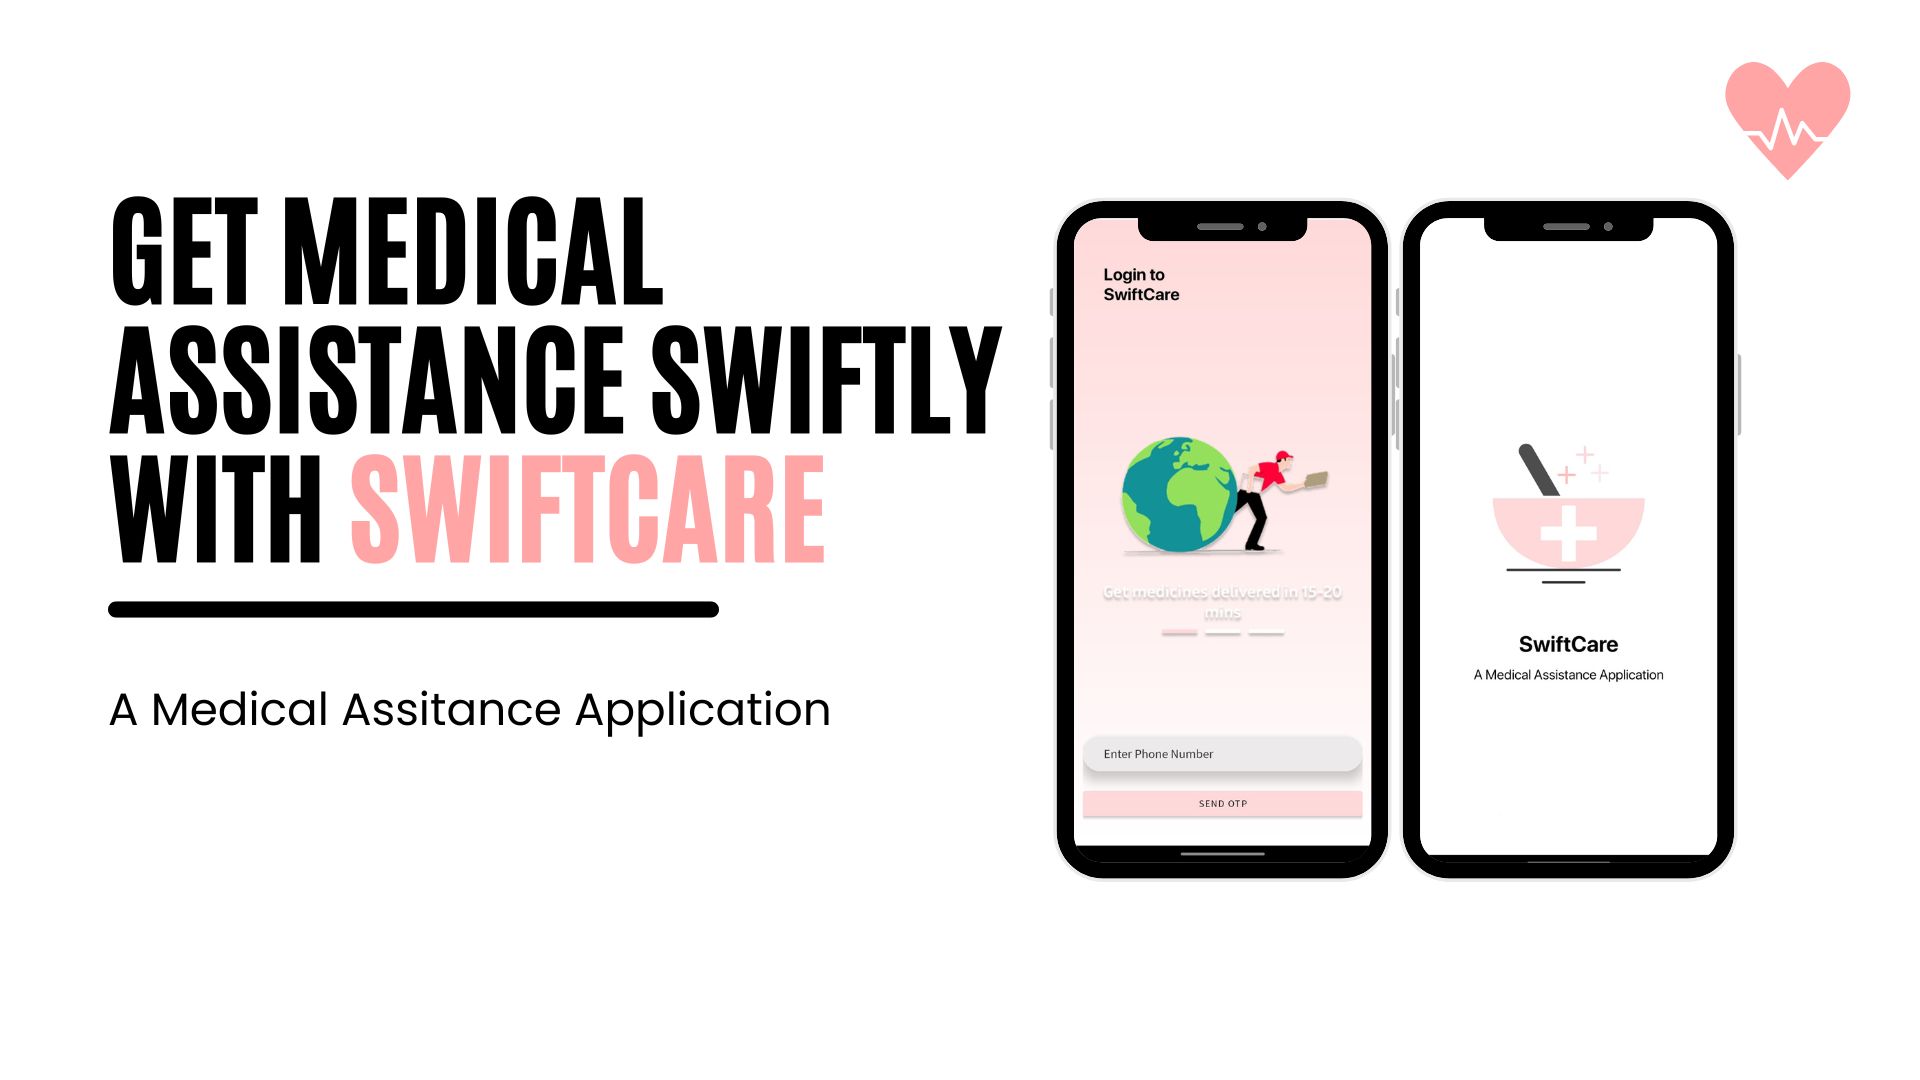 GET MEDICAL
ASSISTANCE SWIFTLY
WITH SWIFTCARE
A Medical Assitance Application
Login to
SwiftCare
Get medicines delivered in 15-20
mins
Enter Phone Number
SEND OTP
SwiftCare
A Medical Assistance Application